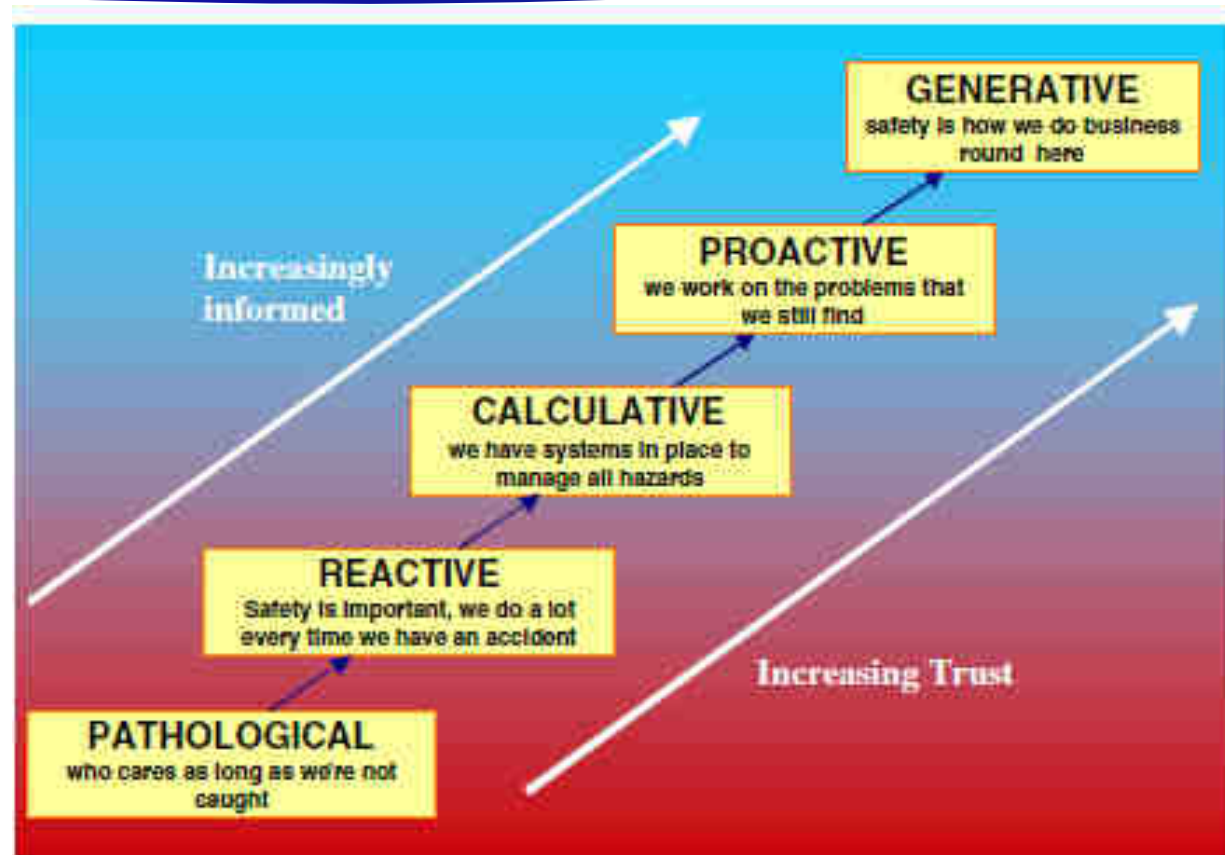 GENERATIVE
safety is how we do business
round here
PROACTIVE
we work on the problems that
we still find
Increasingly
informed
CALCULATIVE
we have systems in place to
manage all hazards
REACTIVE
Safety is important, we do a lot
every time we have an accident
Increasing Trust
PATHOLOGICAL
who cares as long as we're not
caught